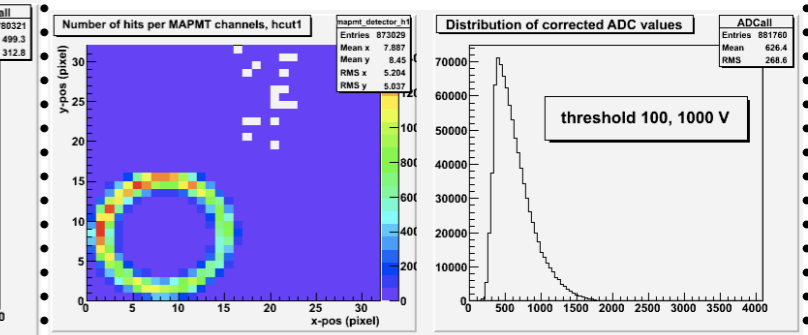 all
780321
499.3
312.8
0
Number of hits per MAPMT channels, hcut1
mapmt_detector_h1
Entries 873029
Mean x 7.887
Mean y 8.45
RMS x 5.204
RMS y 5.037
y-pos (pixel)
30
25
20
15
10
5
0
0 5 10 15 20 25 30
x-pos (pixel)
120
100
800
600
400
200
0
Distribution of corrected ADC values
ADCall
Entries 881760
Mean 626.4
RMS 268.6
threshold 100, 1000 V
70000
60000
50000
40000
30000
20000
10000
0
0 500 1000 1500 2000 2500 3000 3500 4000